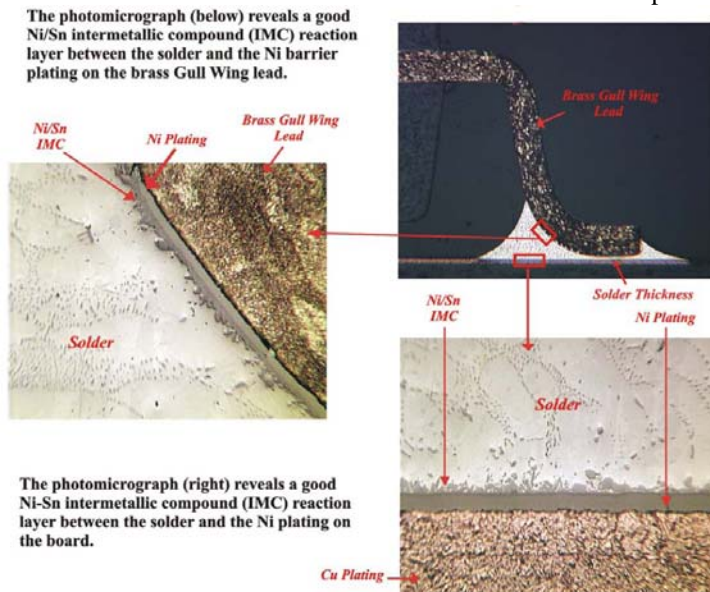 The photomicrograph (below) reveals a good
Ni/Sn intermetallic compound (IMC) reaction
layer between the solder and the Ni barrier
plating on the brass Gull Wing lead.
Brass Gull Wing
Lead
Ni/Sn
IMC
Ni Plating
Brass Gull Wing
Lead
Solder
Solder Thickness
Ni/Sn
IMC
Ni Plating
Solder
The photomicrograph (right) reveals a good
Ni-Sn intermetallic compound (IMC) reaction
layer between the solder and the Ni plating on
the board.
Cu Plating